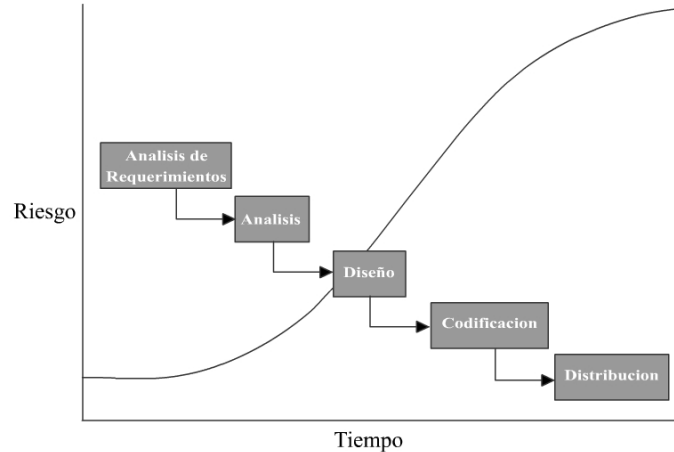 Analisis de
Requerimientos
Riesgo
Analisis
Diseño
Codificacion
Distribucion
Tiempo